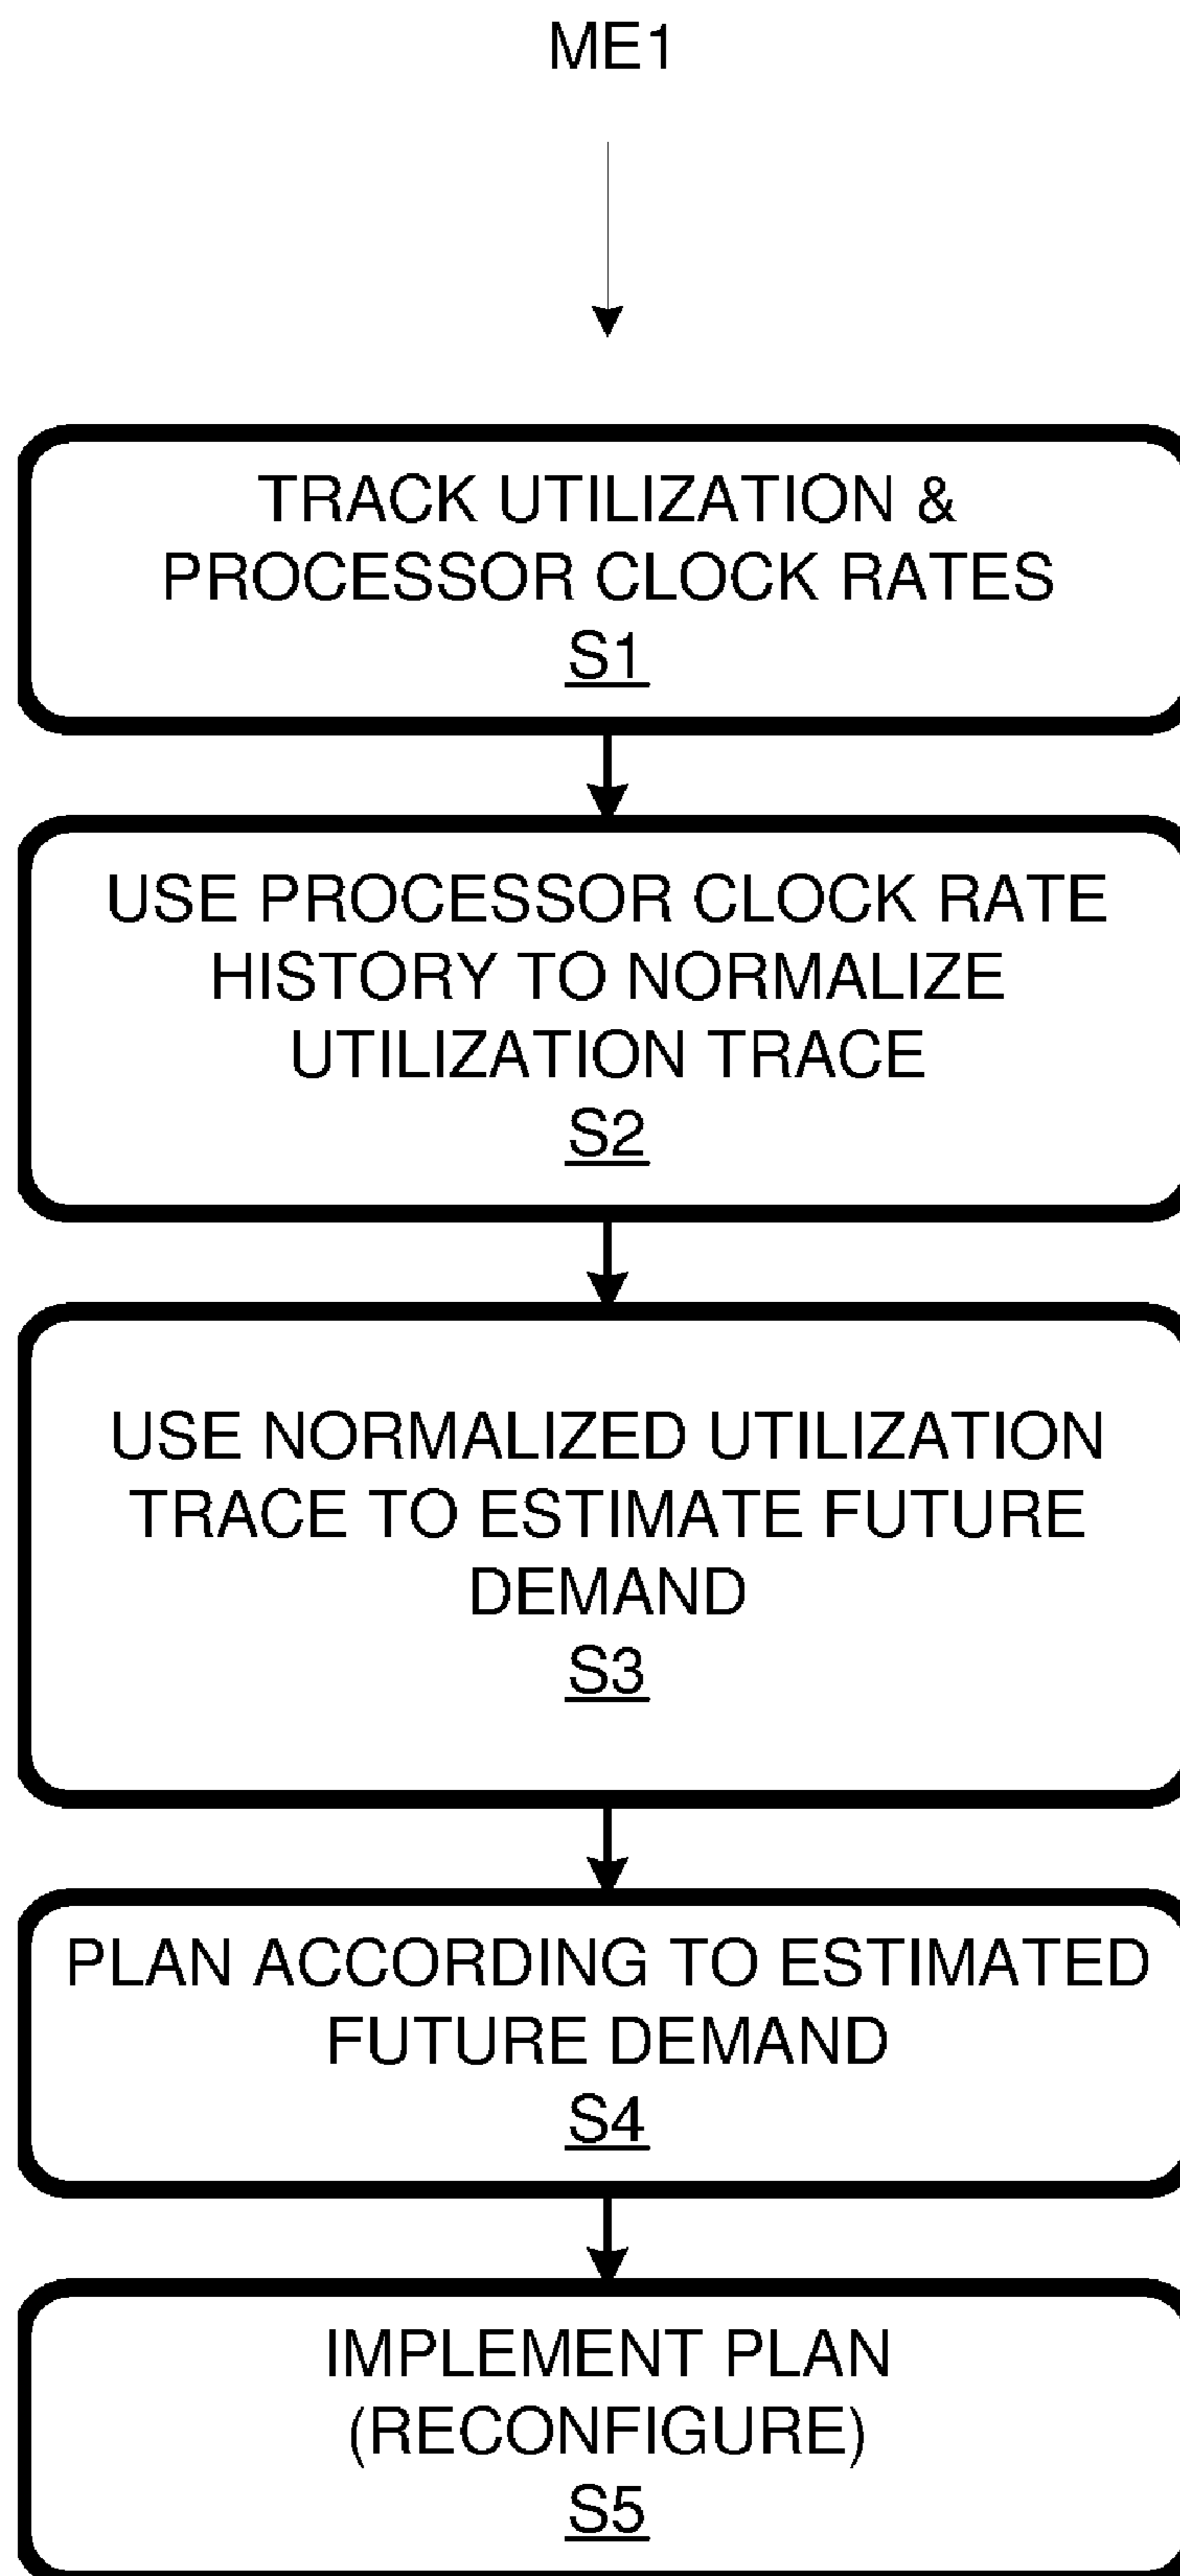 ME1
TRACK UTILIZATION &
PROCESSOR CLOCK RATES
S1
USE PROCESSOR CLOCK RATE
HISTORY TO NORMALIZE
UTILIZATION TRACE
S2
USE NORMALIZED UTILIZATION
TRACE TO ESTIMATE FUTURE
DEMAND
S3
PLAN ACCORDING TO ESTIMATED
FUTURE DEMAND
S4
IMPLEMENT PLAN
(RECONFIGURE)
S5